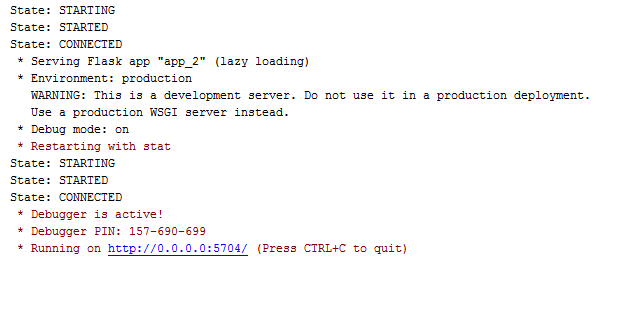 State: STARTING
State: STARTED
State: CONNECTED
* Serving Flask app "app_2" (lazy loading)
* Environment: production
WARNING: This is a development server. Do not use it in a production deployment.
Use a production WSGI server instead.
* Debug mode: on
* Restarting with stat
State: STARTING
State: STARTED
State: CONNECTED
* Debugger is active!
* Debugger PIN: 157-690-699
* Running on http://0.0.0.0:5704/ (Press CTRL+C to quit)